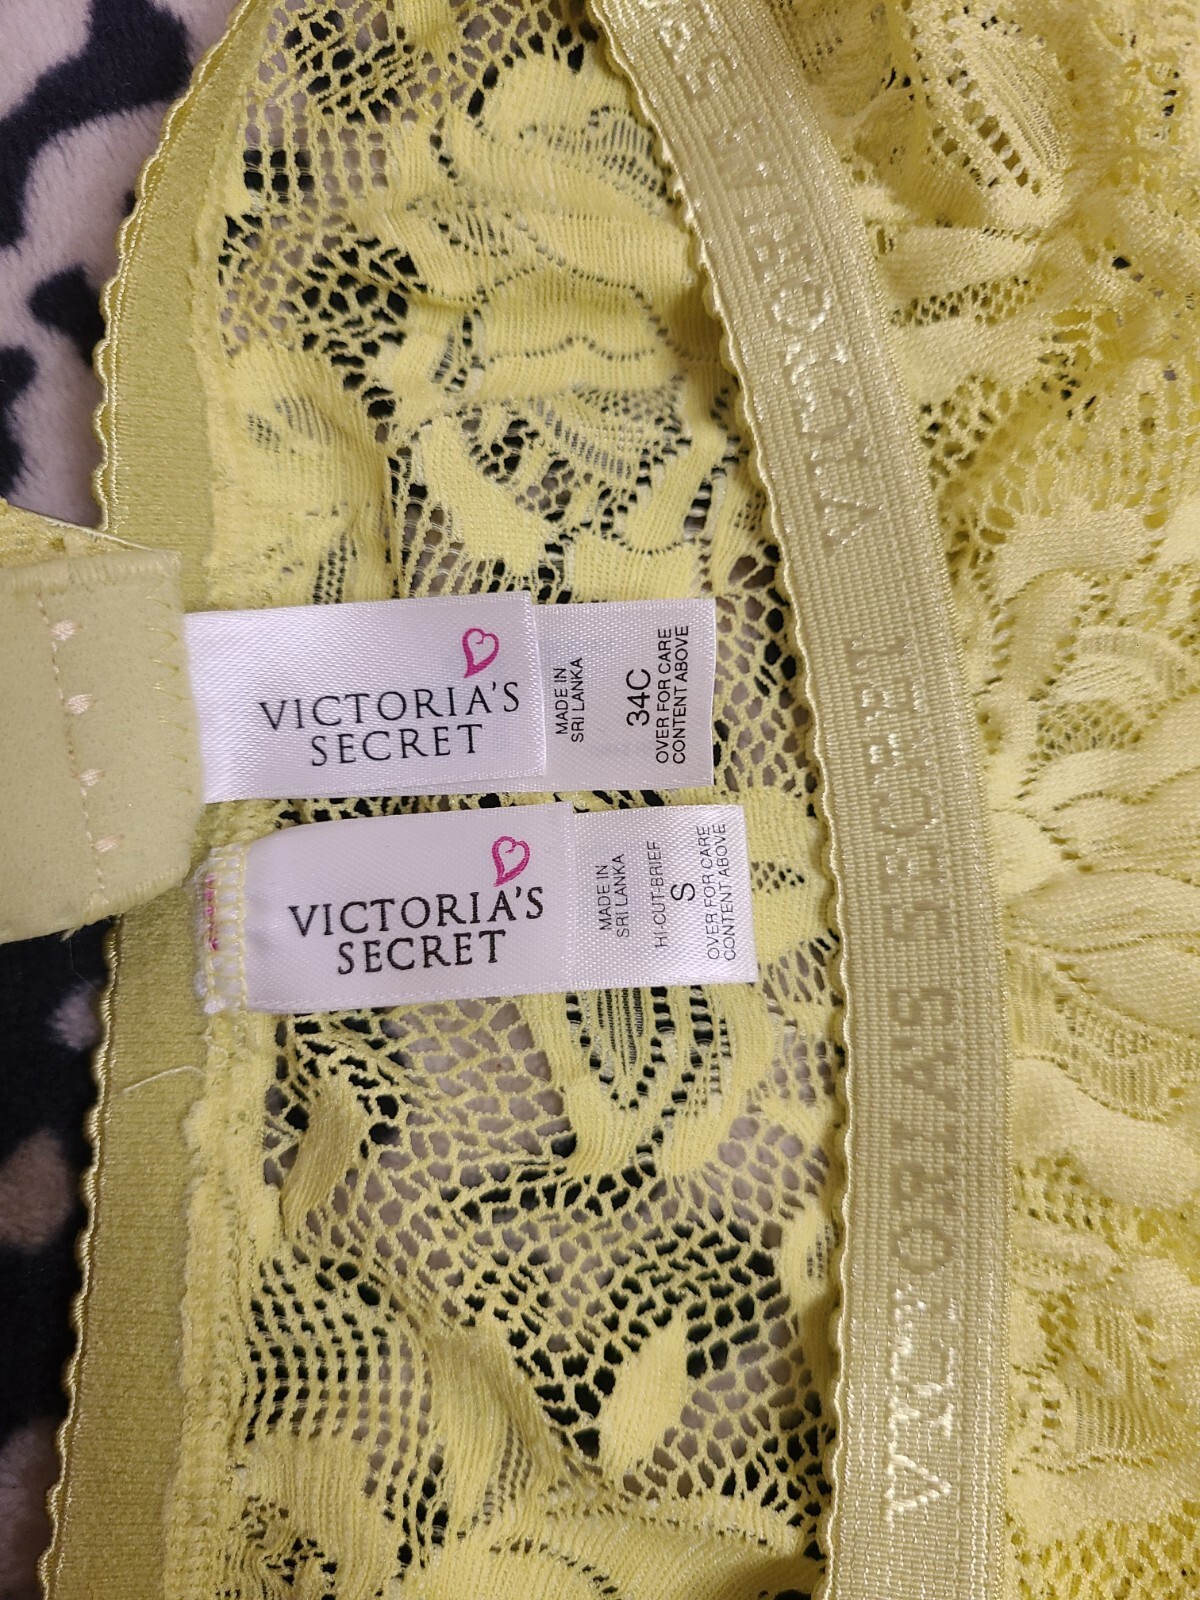 VICTORIA'S
SECRET
MADE IN
SRI LANKA
34C
OVER FOR CARE
CONTENT ABOVE
VICTORIA'S
SECRET
MADE IN
SRI LANKA
HI-CUT-BRIEF
S
OVER FOR CARE
CONTENT ABOVE
VICTORIA
VICTORIA'S SECRET